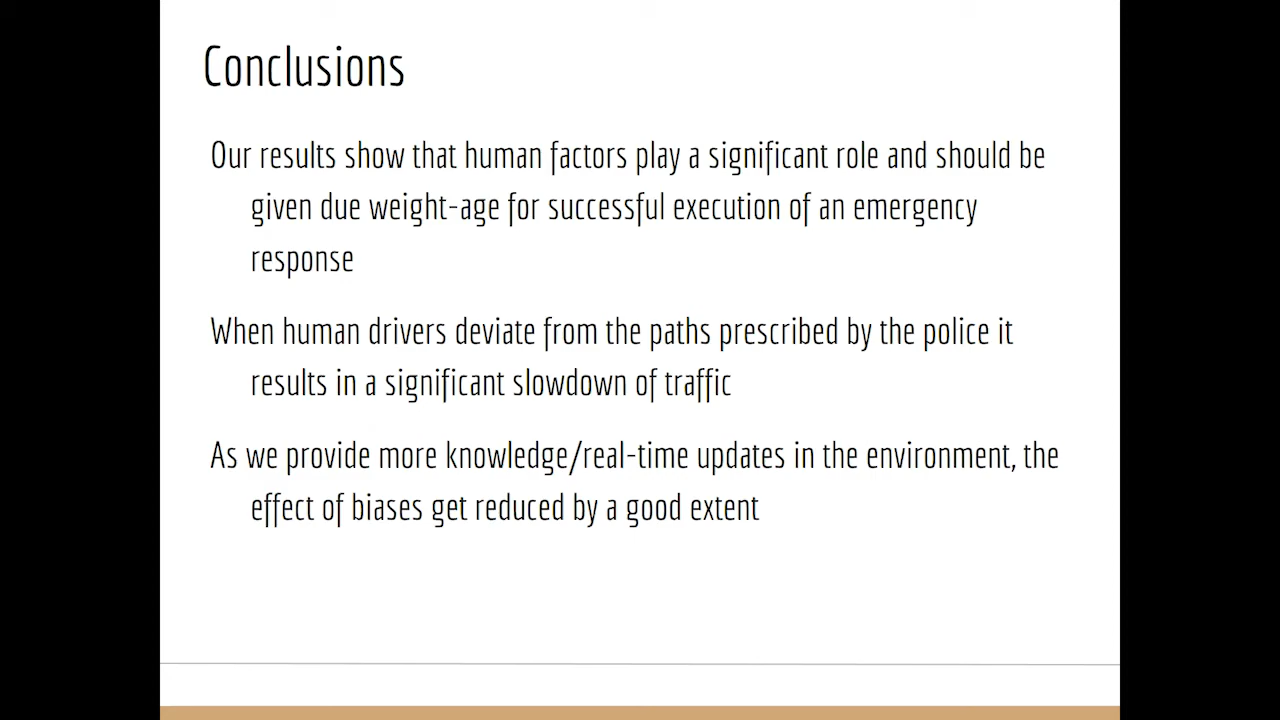 Conclusions
Our results show that human factors play a significant role and should be
given due weight-age for successful execution of an emergency
response
When human drivers deviate from the paths prescribed by the police it
results in a significant slowdown of traffic
As we provide more knowledge/real-time updates in the environment, the
effect of biases get reduced by a good extent